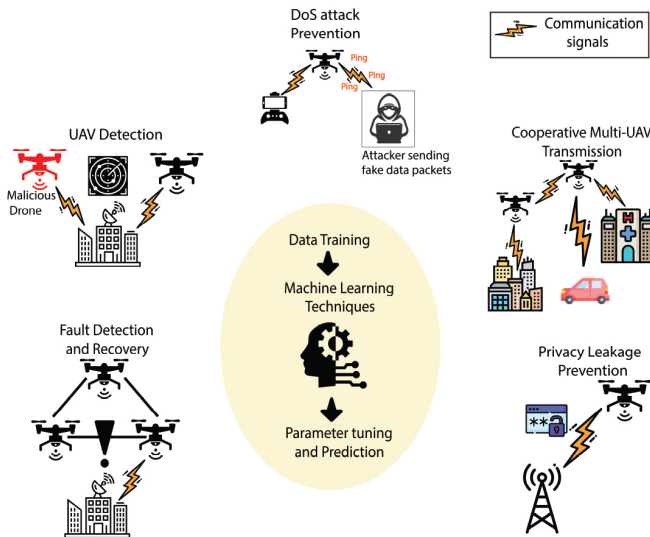 DoS attack
Prevention
Communication
signals
Ping
Ping
Ping
Attacker sending
fake data packets
UAV Detection
Malicious
Drone
Cooperative Multi-UAV
Transmission
H
Data Training
Machine Learning
Techniques
Parameter tuning
and Prediction
Fault Detection
and Recovery
!
Privacy Leakage
Prevention
**